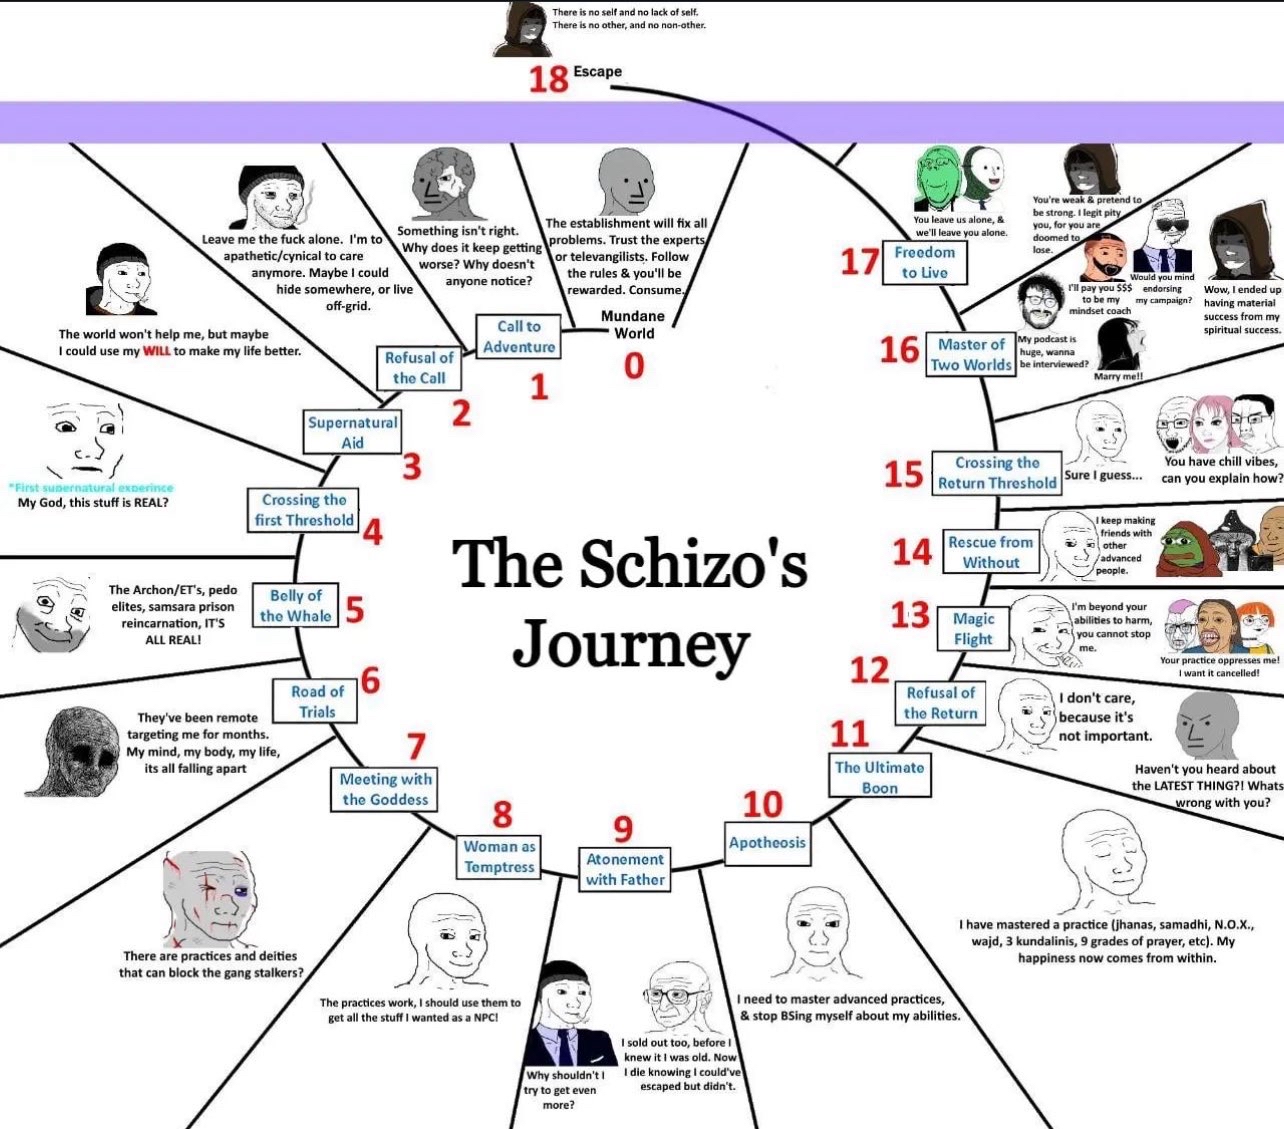 There is no self and no lack of self.
There is no other, and no non-other.
18 Escape
The Schizo's
Journey
Mundane
World
0
The establishment will fix all
problems. Trust the experts
or televangilists. Follow
the rules & you'll be
rewarded. Consume.
Call to
Adventure
1
Something isn't right.
Why does it keep getting
worse? Why doesn't
anyone notice?
Refusal of
the Call
2
Leave me the fuck alone. I'm to
apathetic/cynical to care
anymore. Maybe I could
hide somewhere, or live
off-grid.
Supernatural
Aid
3
The world won't help me, but maybe
I could use my WILL to make my life better.
Crossing the
first Threshold
4
*First supernatural experince
My God, this stuff is REAL?
Belly of
the Whale
5
The Archon/ET's, pedo
elites, samsara prison
reincarnation, IT'S
ALL REAL!
Road of
Trials
6
They've been remote
targeting me for months.
My mind, my body, my life,
its all falling apart
7
Meeting with
the Goddess
There are practices and deities
that can block the gang stalkers?
8
Woman as
Temptress
The practices work, I should use them to
get all the stuff I wanted as a NPC!
9
Atonement
with Father
Why shouldn't I
try to get even
more?
I sold out too, before I
knew it I was old. Now
I die knowing I could've
escaped but didn't.
10
Apotheosis
I need to master advanced practices,
& stop BSing myself about my abilities.
11
The Ultimate
Boon
I have mastered a practice (jhanas, samadhi, N.O.X.,
wajd, 3 kundalinis, 9 grades of prayer, etc). My
happiness now comes from within.
12
Refusal of
the Return
I don't care,
because it's
not important.
Haven't you heard about
the LATEST THING?! Whats
wrong with you?
13
Magic
Flight
I'm beyond your
abilities to harm,
you cannot stop
me.
Your practice oppresses me!
I want it cancelled!
14
Rescue from
Without
I keep making
friends with
other
advanced
people.
15
Crossing the
Return Threshold
Sure I guess...
You have chill vibes,
can you explain how?
16
Master of
Two Worlds
My podcast is
huge, wanna
be interviewed?
I'll pay you $$$
to be my
mindset coach
Marry me!!
Would you mind
endorsing
my campaign?
Wow, I ended up
having material
success from my
spiritual success.
17
Freedom
to Live
You leave us alone, &
we'll leave you alone.
You're weak & pretend to
be strong. I legit pity
you, for you are
doomed to
lose.